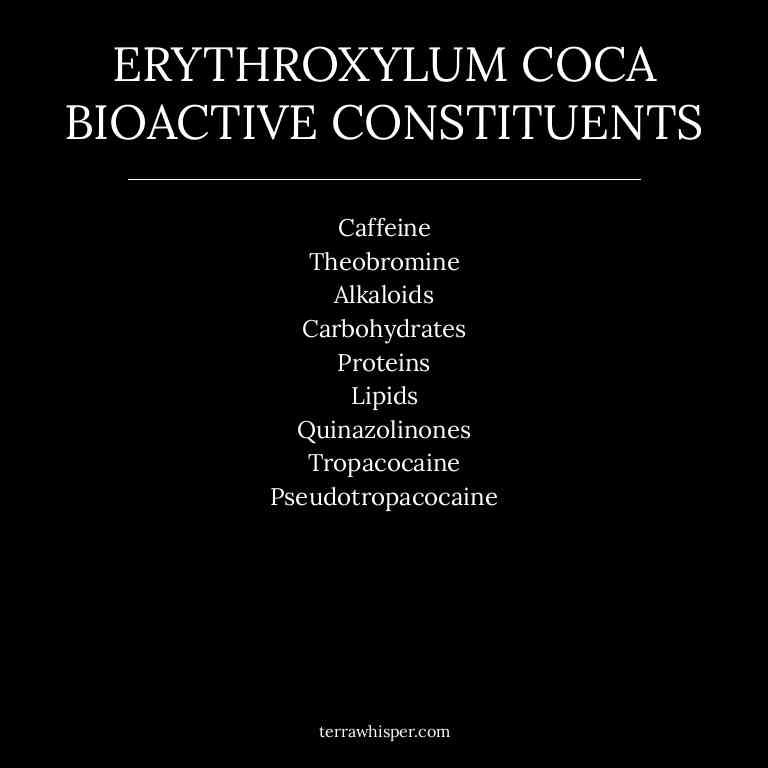 ERYTHROXYLUM COCA
BIOACTIVE CONSTITUENTS
Caffeine
Theobromine
Alkaloids
Carbohydrates
Proteins
Lipids
Quinazolinones
Tropacocaine
Pseudotropacocaine
terrawhisper.com